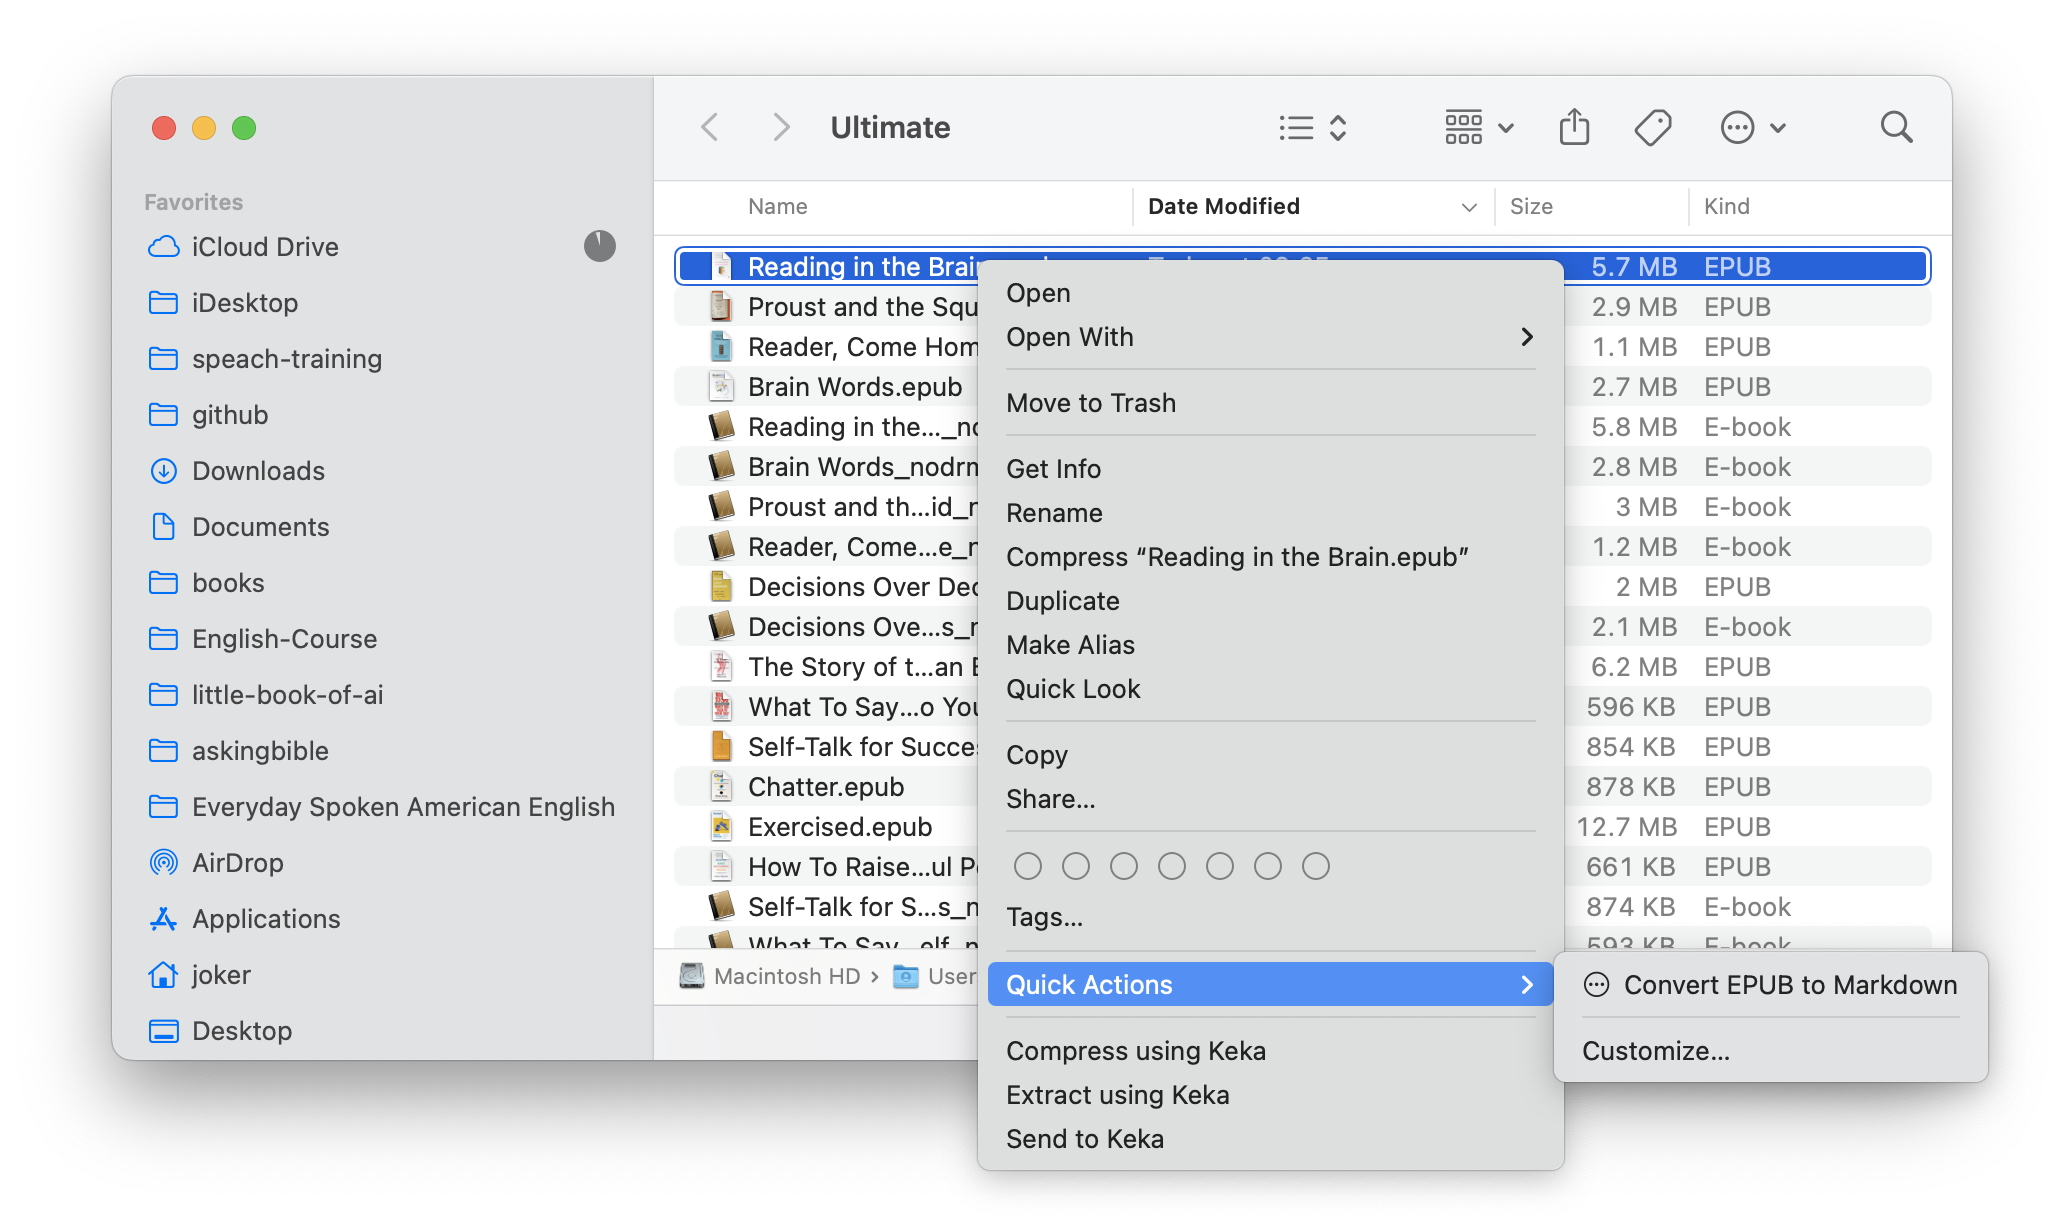 Favorites
iCloud Drive
iDesktop
speach-training
github
Downloads
Documents
books
English-Course
little-book-of-ai
askingbible
Everyday Spoken American English
AirDrop
Applications
joker
Desktop
Ultimate
Name Date Modified Size Kind
Reading in the Brain 5.7 MB EPUB
Proust and the Squ 2.9 MB EPUB
Reader, Come Hom 1.1 MB EPUB
Brain Words.epub 2.7 MB EPUB
Reading in the..._no 5.8 MB E-book
Brain Words_nodrm 2.8 MB E-book
Proust and th...id_n 3 MB E-book
Reader, Come...e_n 1.2 MB E-book
Decisions Over Dec 2 MB EPUB
Decisions Ove...s_n 2.1 MB E-book
The Story of t...an 6.2 MB EPUB
What To Say...o You 596 KB EPUB
Self-Talk for Succes 854 KB EPUB
Chatter.epub 878 KB EPUB
Exercised.epub 12.7 MB EPUB
How To Raise...ul P 661 KB EPUB
Self-Talk for S...s_n 874 KB E-book
What To Say...elf_n 593 KB E-book
Macintosh HD › User
Open
Open With
Move to Trash
Get Info
Rename
Compress “Reading in the Brain.epub”
Duplicate
Make Alias
Quick Look
Copy
Share...
Tags...
Quick Actions
Compress using Keka
Extract using Keka
Send to Keka
Convert EPUB to Markdown
Customize...